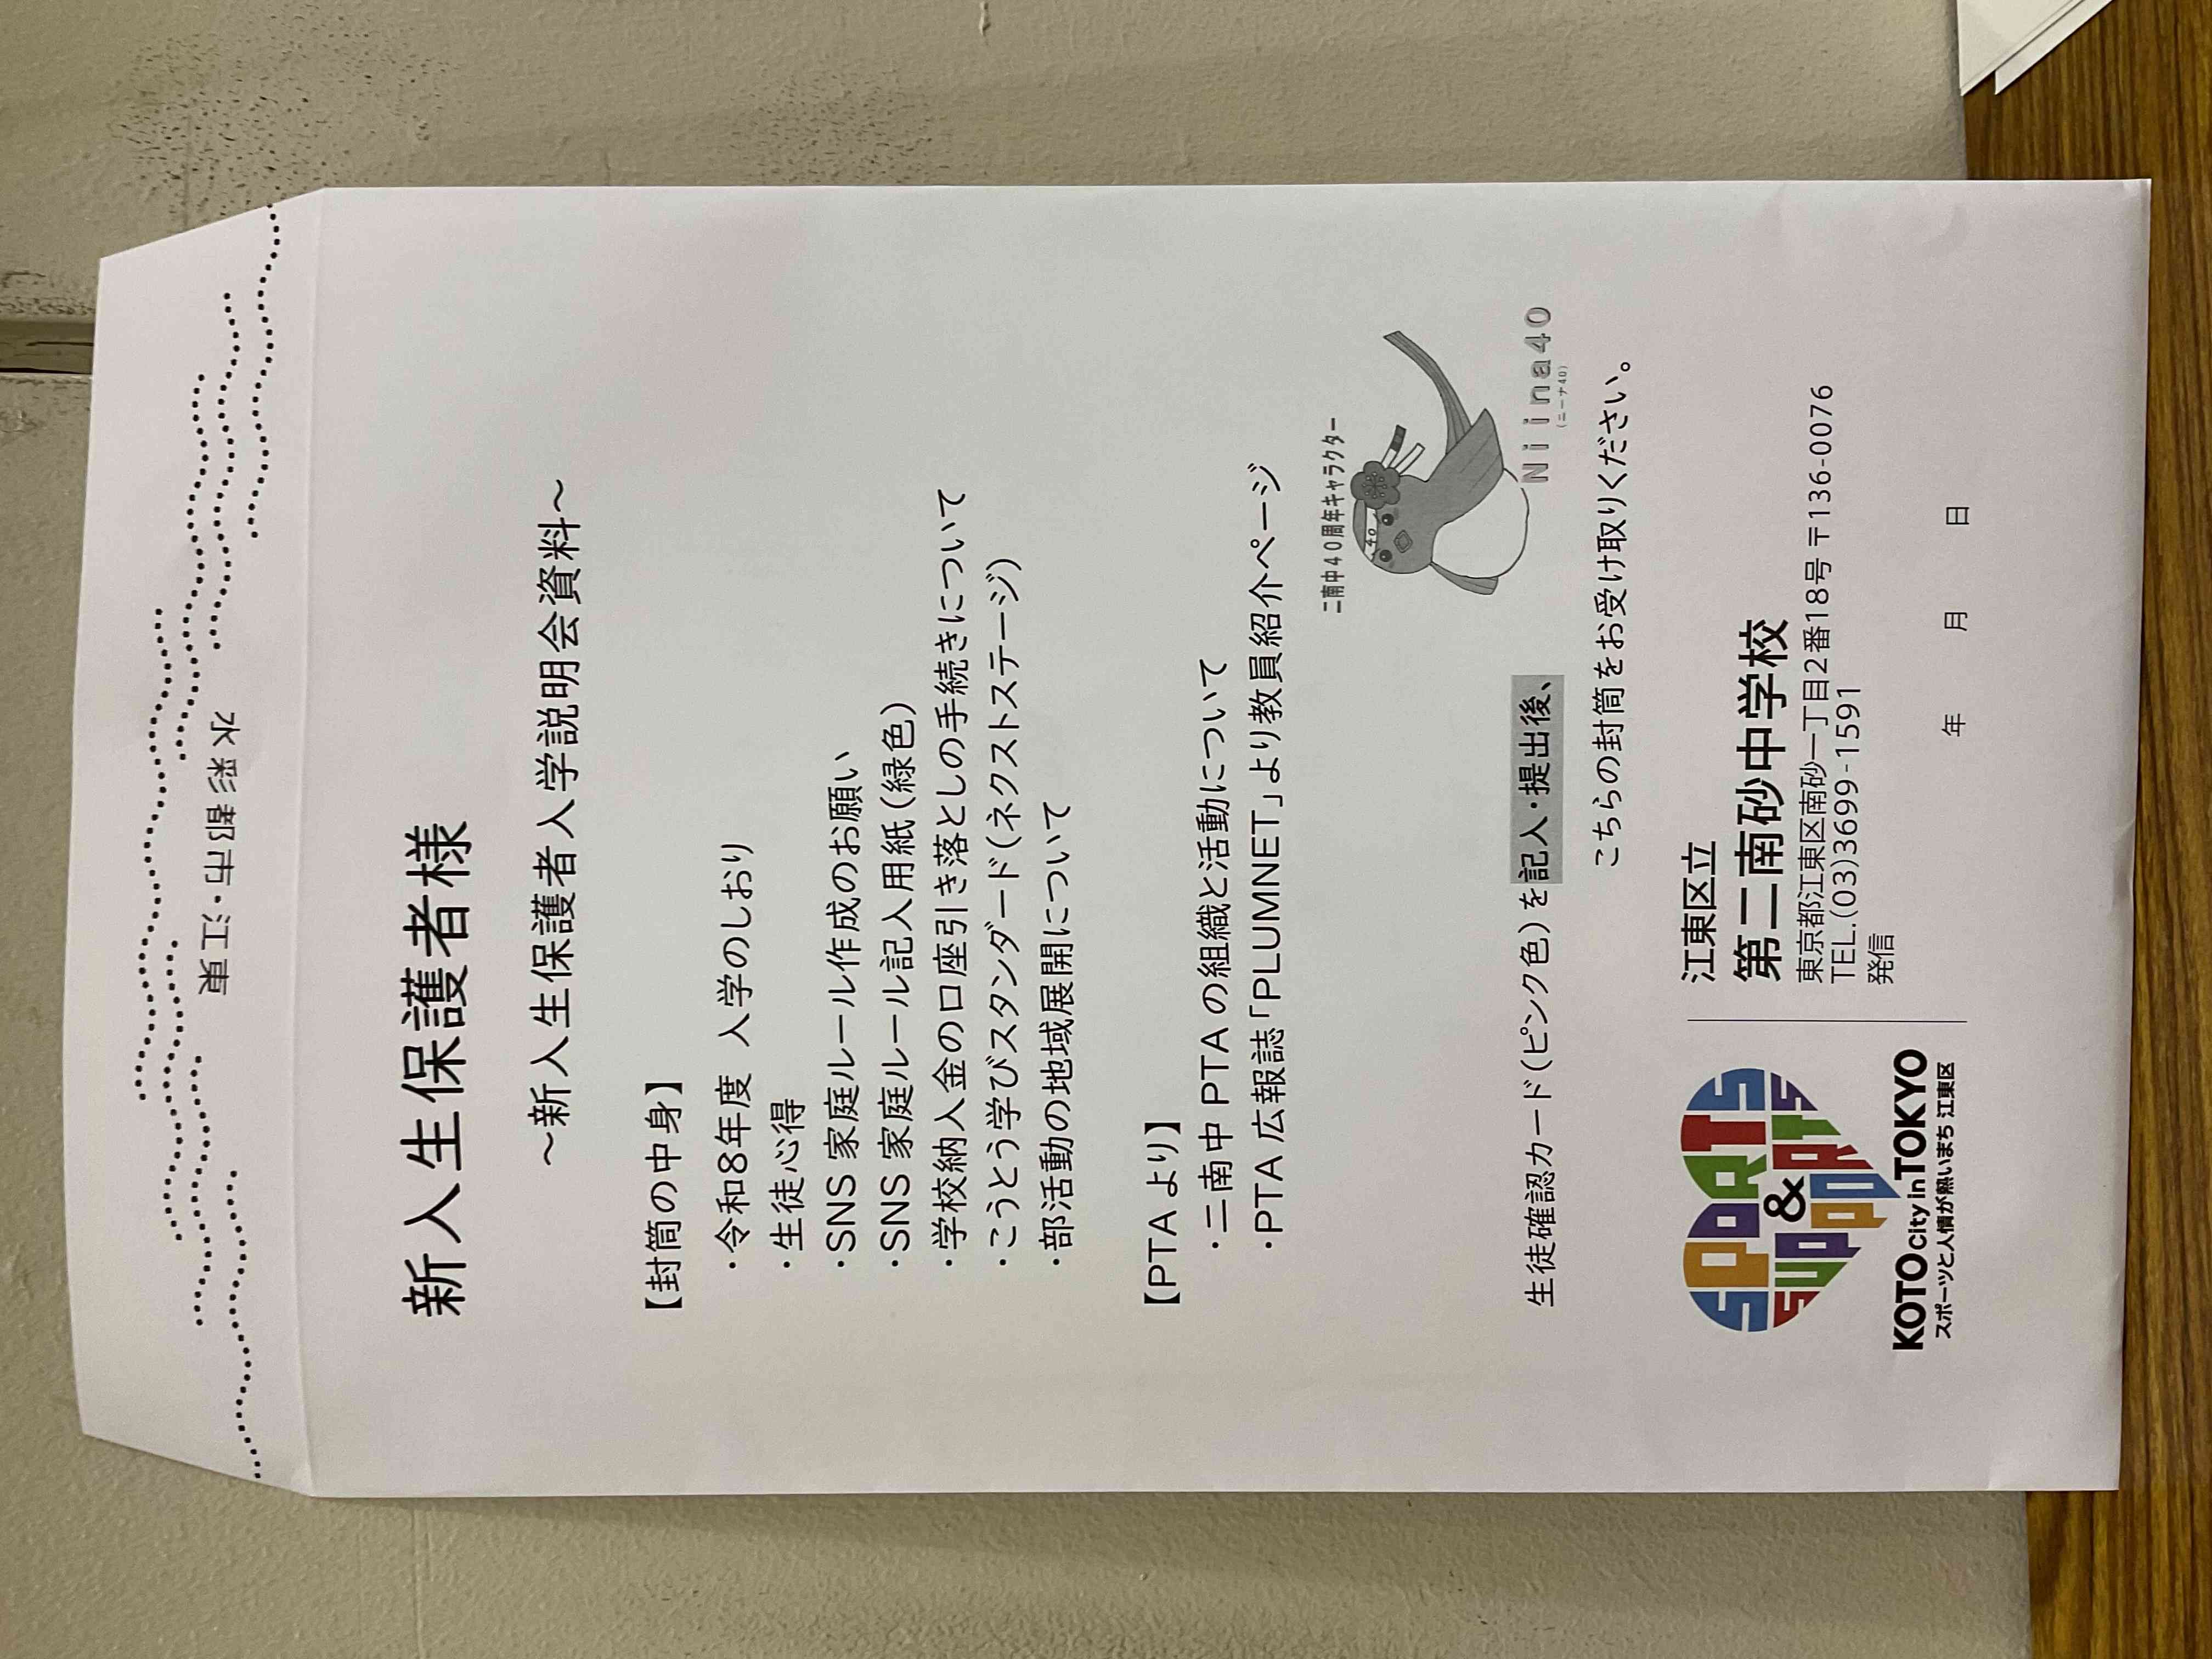 水彩都市・江東
新入生保護者様
～新入生保護者入学説明会資料～
【封筒の中身】
・令和8年度 入学のしおり
・生徒心得
・SNS 家庭ルール作成のお願い
・SNS 家庭ルール記入用紙（緑色）
・学校納入金の口座引き落としの手続きについて
・こうとう学びスタンダード（ネクストステージ）
・部活動の地域展開について
【PTA より】
・二南中 PTA の組織と活動について
・PTA 広報誌「PLUMNET」より教員紹介ページ
二南中40周年キャラクター
40
Niina40
（ニーナ40）
生徒確認カード（ピンク色）を記入・提出後、
こちらの封筒をお受け取りください。
SPORTS
&
SUPPORTS
KOTO city in TOKYO
スポーツと人情が熱いまち 江東区
江東区立
第二南砂中学校
東京都江東区南砂一丁目2番18号 〒136-0076
TEL.(03)3699-1591
発信
年 月 日